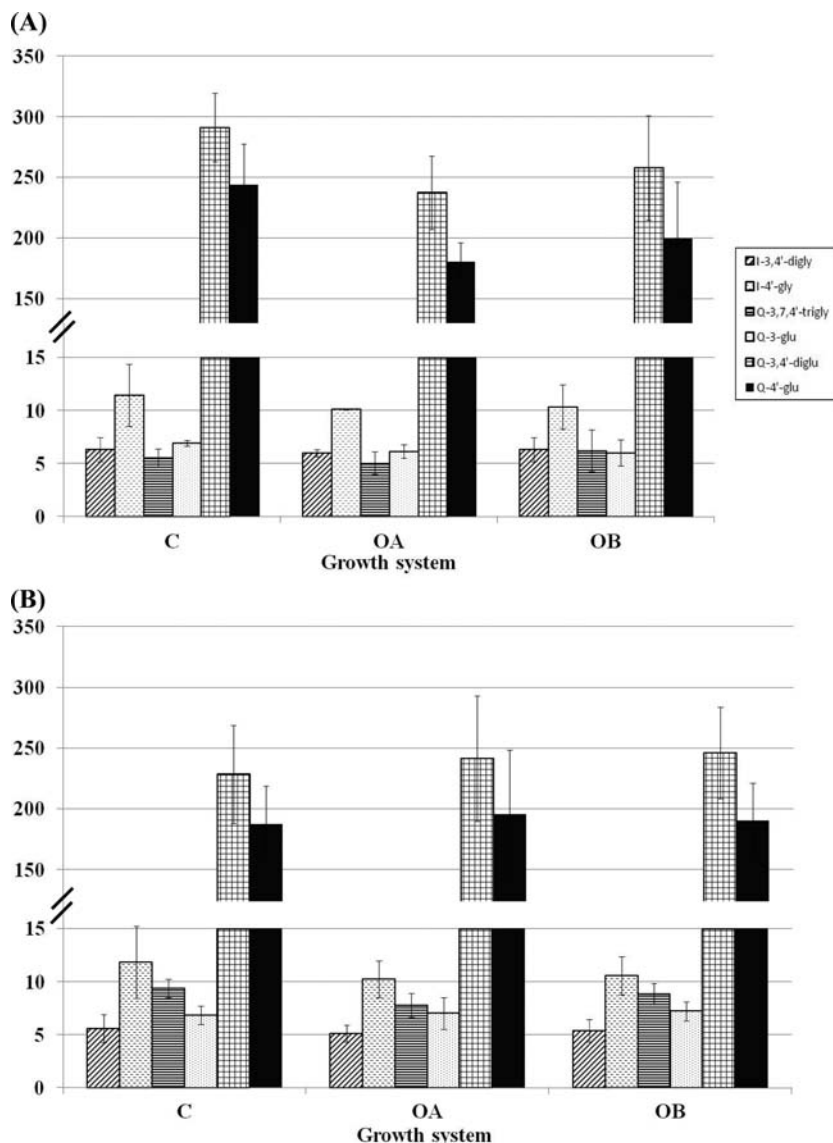 (A)
350
300
250
200
150
15
10
5
0
C OA OB
Growth system
I-3,4'-digly
I-4'-gly
Q-3,7,4'-trigly
Q-3-glu
Q-3,4'-diglu
Q-4'-glu
(B)
350
300
250
200
150
15
10
5
0
C OA OB
Growth system